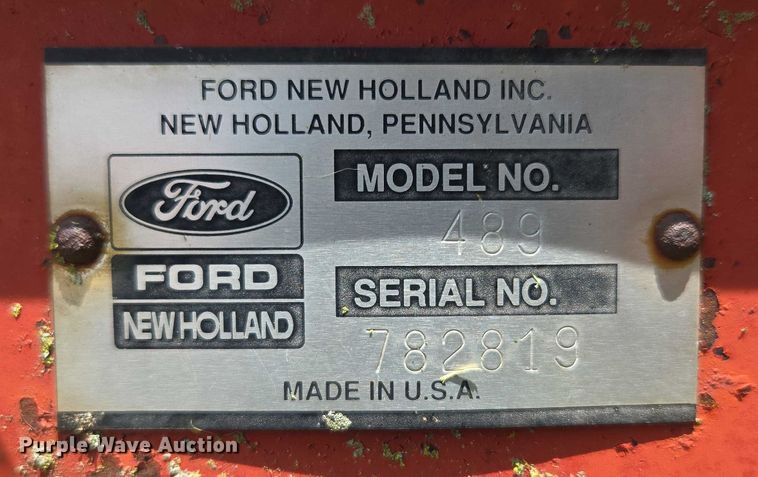 FORD NEW HOLLAND INC.
NEW HOLLAND, PENNSYLVANIA
Ford
FORD
NEW HOLLAND
MODEL NO.
489
SERIAL NO.
782819
MADE IN U.S.A.
Purple Wave Auction